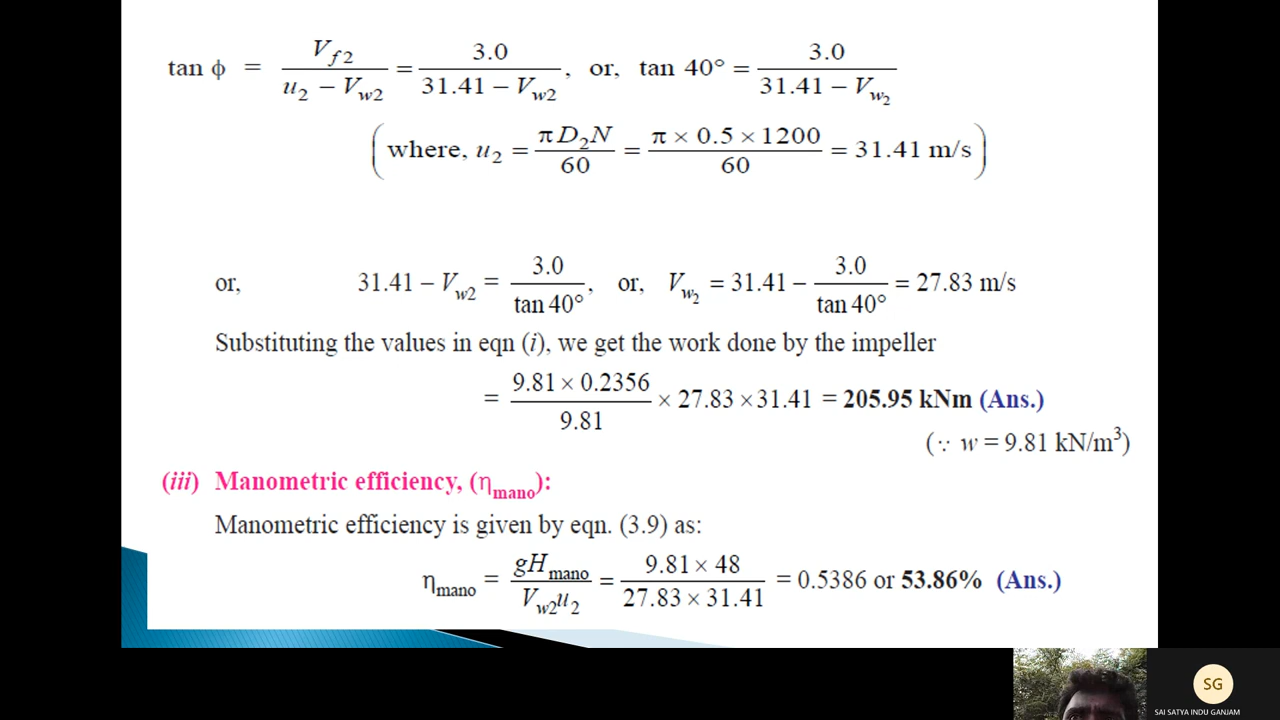 tan ϕ = V_f2 / (u_2 − V_w2) = 3.0 / (31.41 − V_w2), or, tan 40° = 3.0 / (31.41 − V_w2)
(where, u_2 = πD_2N / 60 = π × 0.5 × 1200 / 60 = 31.41 m/s)
or, 31.41 − V_w2 = 3.0 / tan 40°, or, V_w2 = 31.41 − 3.0 / tan 40° = 27.83 m/s
Substituting the values in eqn (i), we get the work done by the impeller
= 9.81 × 0.2356 / 9.81 × 27.83 × 31.41 = 205.95 kNm (Ans.)
(∵ w = 9.81 kN/m³)
(iii) Manometric efficiency, (η_mano):
Manometric efficiency is given by eqn. (3.9) as:
η_mano = gH_mano / V_w2u_2 = 9.81 × 48 / 27.83 × 31.41 = 0.5386 or 53.86% (Ans.)
SG
SAI SATYA INDU GANJAM